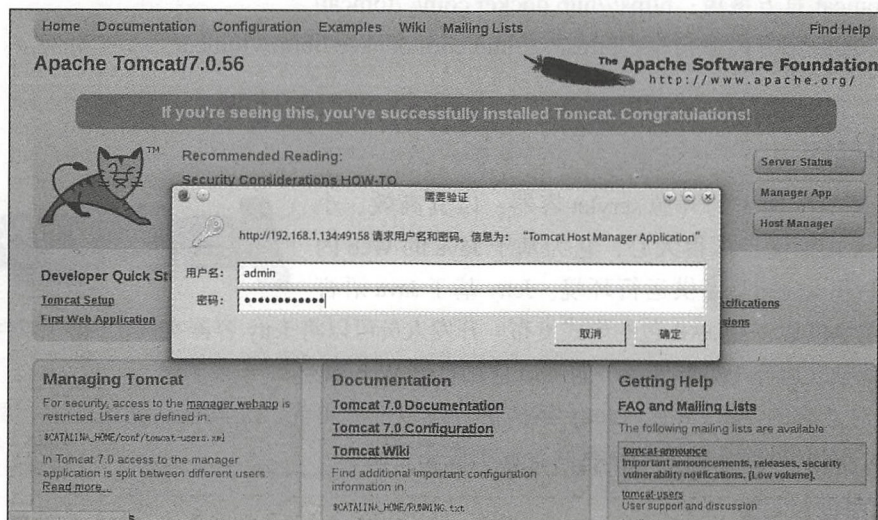 Home Documentation Configuration Examples Wiki Mailing Lists Find Help
Apache Tomcat/7.0.56
The Apache Software Foundation
http://www.apache.org/
If you're seeing this, you've successfully installed Tomcat. Congratulations!
TM
Recommended Reading:
Security Considerations HOW-TO
Server Status
Manager App
Host Manager
需要验证
http://192.168.1.134:49158 请求用户名和密码。信息为： “Tomcat Host Manager Application”
用户名： admin
密码： ●●●●●●●●●●●●
取消 确定
Developer Quick St
Tomcat Setup
First Web Application
Managing Tomcat
For security, access to the manager webapp is
restricted. Users are defined in:
$CATALINA_HOME/conf/tomcat-users.xml
In Tomcat 7.0 access to the manager
application is split between different users.
Read more...
Documentation
Tomcat 7.0 Documentation
Tomcat 7.0 Configuration
Tomcat Wiki
Find additional important configuration
information in:
$CATALINA_HOME/RUNNING.txt
Getting Help
FAQ and Mailing Lists
The following mailing lists are available:
tomcat-announce
Important announcements, releases, security
vulnerability notifications. (Low volume).
tomcat-users
User support and discussion